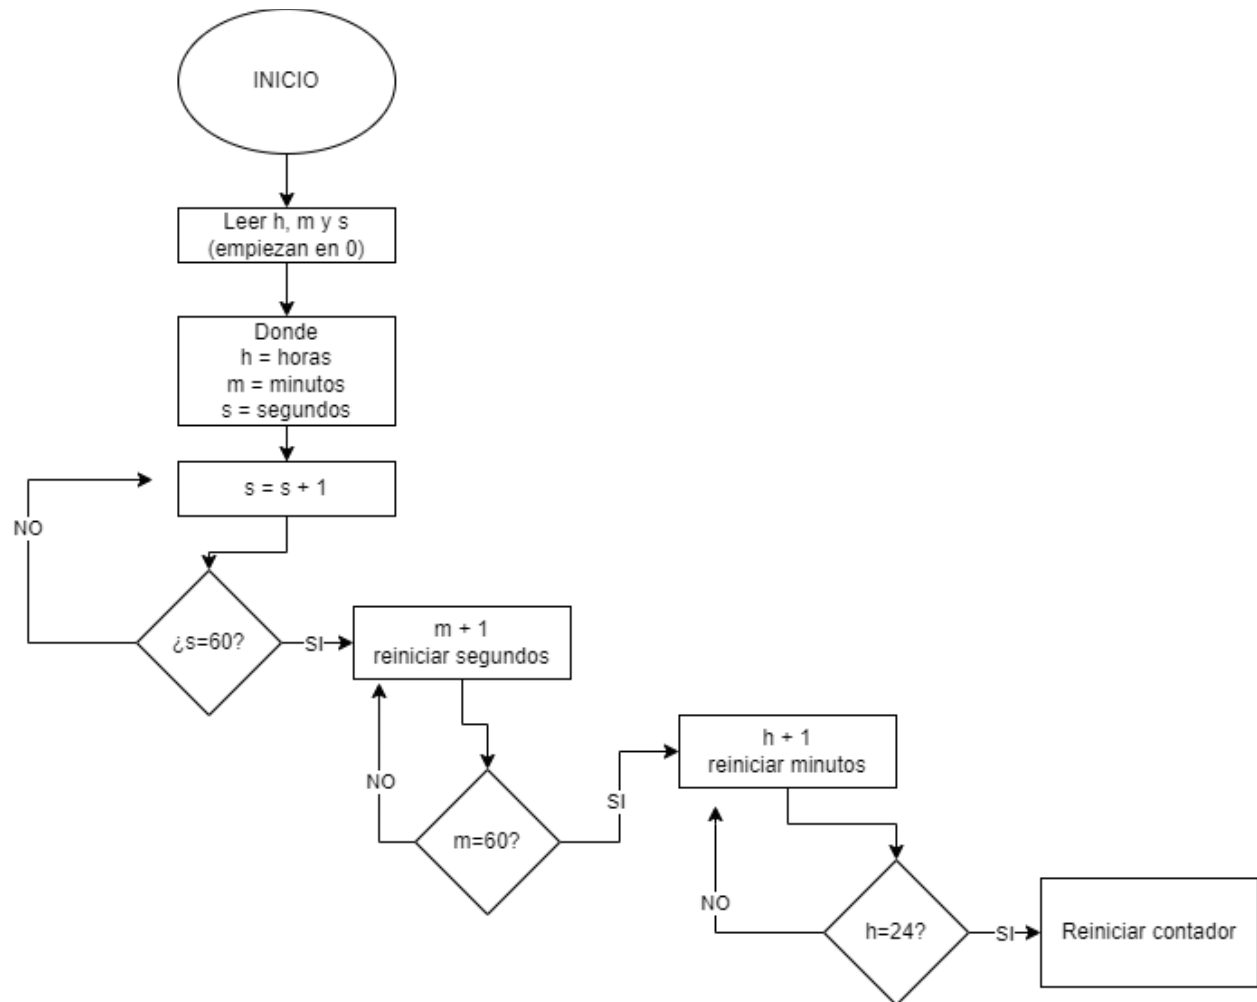 INICIO
Leer h, m y s
(empiezan en 0)
Donde
h = horas
m = minutos
s = segundos
s = s + 1
NO
¿s=60?
SI
m + 1
reiniciar segundos
NO
m=60?
SI
h + 1
reiniciar minutos
NO
h=24?
SI
Reiniciar contador